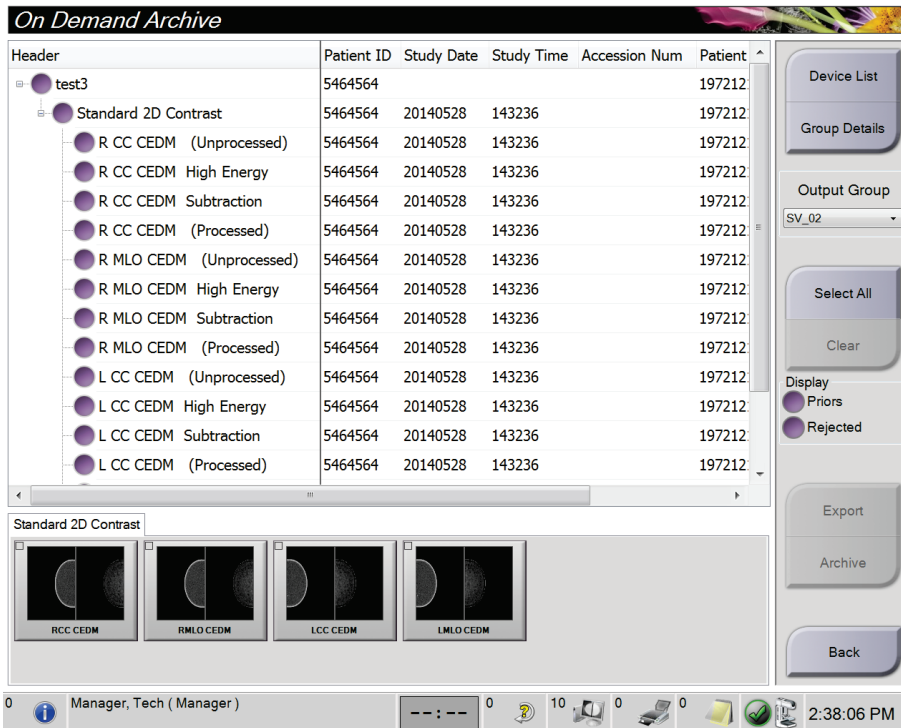 On Demand Archive
Header Patient ID Study Date Study Time Accession Num Patient
test3 5464564 197212
Standard 2D Contrast 5464564 20140528 143236 197212
R CC CEDM (Unprocessed) 5464564 20140528 143236 197212
R CC CEDM High Energy 5464564 20140528 143236 197212
R CC CEDM Subtraction 5464564 20140528 143236 197212
R CC CEDM (Processed) 5464564 20140528 143236 197212
R MLO CEDM (Unprocessed) 5464564 20140528 143236 197212
R MLO CEDM High Energy 5464564 20140528 143236 197212
R MLO CEDM Subtraction 5464564 20140528 143236 197212
R MLO CEDM (Processed) 5464564 20140528 143236 197212
L CC CEDM (Unprocessed) 5464564 20140528 143236 197212
L CC CEDM High Energy 5464564 20140528 143236 197212
L CC CEDM Subtraction 5464564 20140528 143236 197212
L CC CEDM (Processed) 5464564 20140528 143236 197212
Device List
Group Details
Output Group
SV_02
Select All
Clear
Display
Priors
Rejected
Export
Archive
Back
Standard 2D Contrast
RCC CEDM
RMLO CEDM
LCC CEDM
LMLO CEDM
0 Manager, Tech ( Manager ) --:-- 0 10 0 0 2:38:06 PM